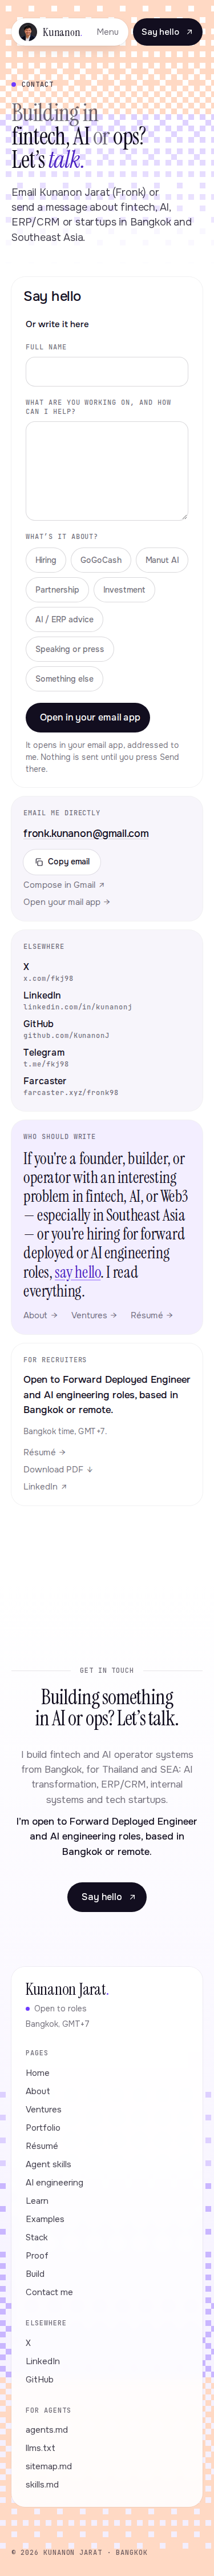 Kunanon.
Menu
Say hello ↗
CONTACT
Building in
fintech, AI or ops?
Let's talk.
Email Kunanon Jarat (Fronk) or
send a message about fintech, AI,
ERP/CRM or startups in Bangkok and
Southeast Asia.
Say hello
Or write it here
FULL NAME
WHAT ARE YOU WORKING ON, AND HOW
CAN I HELP?
WHAT'S IT ABOUT?
Hiring
GoGoCash
Manut AI
Partnership
Investment
AI / ERP advice
Speaking or press
Something else
Open in your email app
It opens in your email app, addressed to
me. Nothing is sent until you press Send
there.
EMAIL ME DIRECTLY
fronk.kunanon@gmail.com
Copy email
Compose in Gmail ↗
Open your mail app →
ELSEWHERE
X
x.com/fkj98
LinkedIn
linkedin.com/in/kunanonj
GitHub
github.com/KunanonJ
Telegram
t.me/fkj98
Farcaster
farcaster.xyz/fronk98
WHO SHOULD WRITE
If you're a founder, builder, or
operator with an interesting
problem in fintech, AI, or Web3
— especially in Southeast Asia
— or you're hiring for forward
deployed or AI engineering
roles, say hello. I read
everything.
About →
Ventures →
Résumé →
FOR RECRUITERS
Open to Forward Deployed Engineer
and AI engineering roles, based in
Bangkok or remote.
Bangkok time, GMT+7.
Résumé →
Download PDF ↓
LinkedIn ↗
GET IN TOUCH
Building something
in AI or ops? Let's talk.
I build fintech and AI operator systems
from Bangkok, for Thailand and SEA: AI
transformation, ERP/CRM, internal
systems and tech startups.
I'm open to Forward Deployed Engineer
and AI engineering roles, based in
Bangkok or remote.
Say hello ↗
Kunanon Jarat.
Open to roles
Bangkok, GMT+7
PAGES
Home
About
Ventures
Portfolio
Résumé
Agent skills
AI engineering
Learn
Examples
Stack
Proof
Build
Contact me
ELSEWHERE
X
LinkedIn
GitHub
FOR AGENTS
agents.md
llms.txt
sitemap.md
skills.md
© 2026 KUNANON JARAT · BANGKOK